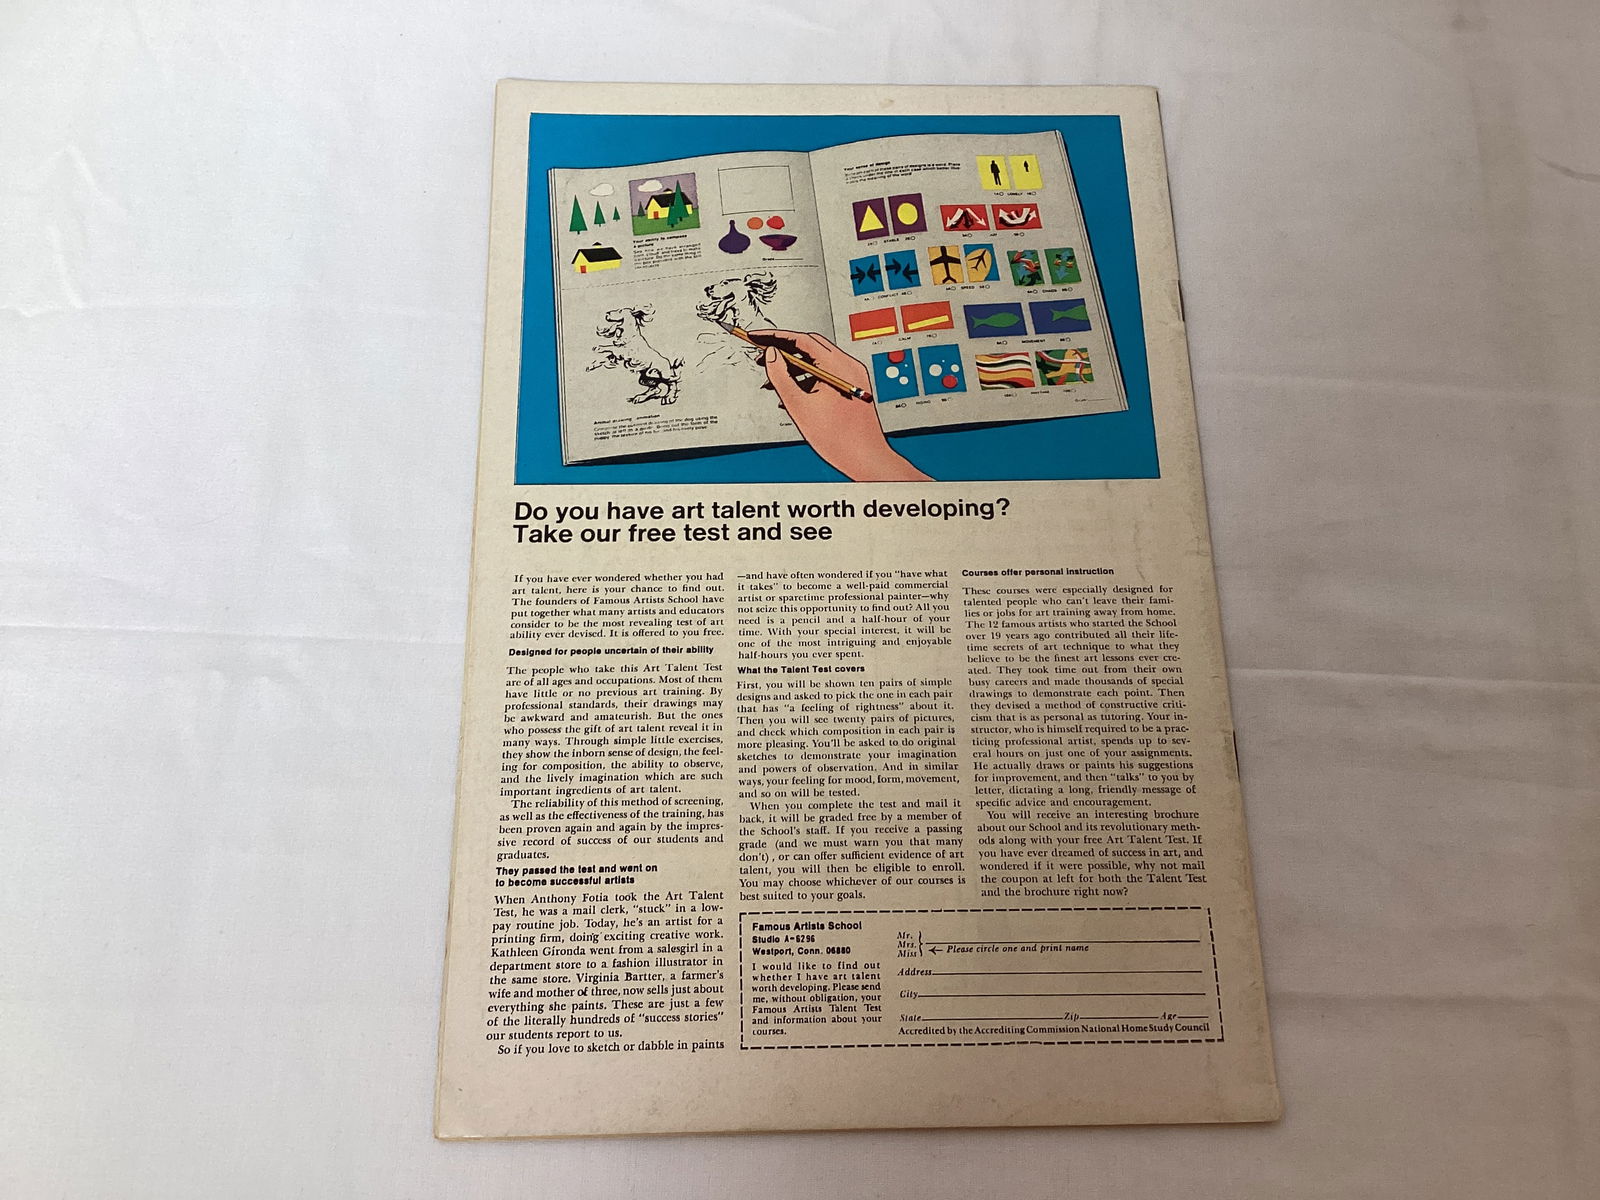 Your ability to compose
a picture
Your sense of design
LONELY
STABLE
JOY
CONFLICT
SPEED
CHAOS
CALM
MOVEMENT
RISING
RHYTHM
Grade
Animal drawing animation
Grade
Do you have art talent worth developing?
Take our free test and see
If you have ever wondered whether you had
art talent, here is your chance to find out.
The founders of Famous Artists School have
put together what many artists and educators
consider to be the most revealing test of art
ability ever devised. It is offered to you free.
Designed for people uncertain of their ability
The people who take this Art Talent Test
are of all ages and occupations. Most of them
have little or no previous art training. By
professional standards, their drawings may
be awkward and amateurish. But the ones
who possess the gift of art talent reveal it in
many ways. Through simple little exercises,
they show the inborn sense of design, the feel-
ing for composition, the ability to observe,
and the lively imagination which are such
important ingredients of art talent.
The reliability of this method of screening,
as well as the effectiveness of the training, has
been proven again and again by the impres-
sive record of success of our students and
graduates.
They passed the test and went on
to become successful artists
When Anthony Fotia took the Art Talent
Test, he was a mail clerk, "stuck" in a low-
pay routine job. Today, he's an artist for a
printing firm, doing exciting creative work.
Kathleen Gironda went from a salesgirl in a
department store to a fashion illustrator in
the same store. Virginia Bartter, a farmer's
wife and mother of three, now sells just about
everything she paints. These are just a few
of the literally hundreds of "success stories"
our students report to us.
So if you love to sketch or dabble in paints
—and have often wondered if you "have what
it takes" to become a well-paid commercial
artist or sparetime professional painter—why
not seize this opportunity to find out? All you
need is a pencil and a half-hour of your
time. With your special interest, it will be
one of the most intriguing and enjoyable
half-hours you ever spent.
What the Talent Test covers
First, you will be shown ten pairs of simple
designs and asked to pick the one in each pair
that has "a feeling of rightness" about it.
Then you will see twenty pairs of pictures,
and check which composition in each pair is
more pleasing. You'll be asked to do original
sketches to demonstrate your imagination
and powers of observation. And in similar
ways, your feeling for mood, form, movement,
and so on will be tested.
When you complete the test and mail it
back, it will be graded free by a member of
the School's staff. If you receive a passing
grade (and we must warn you that many
don't), or can offer sufficient evidence of art
talent, you will then be eligible to enroll.
You may choose whichever of our courses is
best suited to your goals.
Courses offer personal instruction
These courses were especially designed for
talented people who can't leave their fami-
lies or jobs for art training away from home.
The 12 famous artists who started the School
over 19 years ago contributed all their life-
time secrets of art technique to what they
believe to be the finest art lessons ever cre-
ated. They took time out from their own
busy careers and made thousands of special
drawings to demonstrate each point. Then
they devised a method of constructive criti-
cism that is as personal as tutoring. Your in-
structor, who is himself required to be a prac-
ticing professional artist, spends up to sev-
eral hours on just one of your assignments.
He actually draws or paints his suggestions
for improvement, and then "talks" to you by
letter, dictating a long, friendly message of
specific advice and encouragement.
You will receive an interesting brochure
about our School and its revolutionary meth-
ods along with your free Art Talent Test. If
you have ever dreamed of success in art, and
wondered if it were possible, why not mail
the coupon at left for both the Talent Test
and the brochure right now?
Famous Artists School
Studio A-6296
Westport, Conn. 06880
I would like to find out
whether I have art talent
worth developing. Please send
me, without obligation, your
Famous Artists Talent Test
and information about your
courses.
Mr.
Mrs.
Miss
Please circle one and print name
Address
City
State Zip Age
Accredited by the Accrediting Commission National Home Study Council